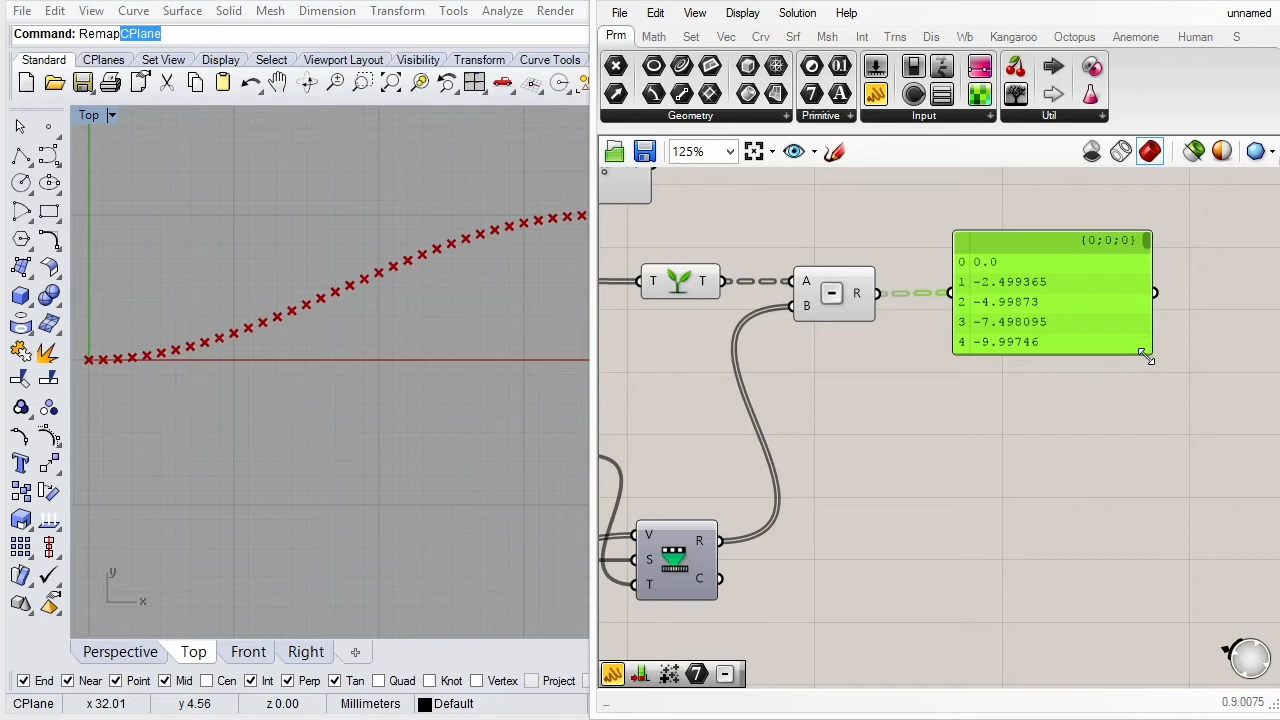 File Edit View Curve Surface Solid Mesh Dimension Transform Tools Analyze Render
Command: RemapCPlane
Standard CPlanes Set View Display Select Viewport Layout Visibility Transform Curve Tools
Top
y
x
Perspective Top Front Right
End Near Point Mid Cen Int Perp Tan Quad Knot Vertex Project
CPlane x 32.01 y 4.56 z 0.00 Millimeters Default
File Edit View Display Solution Help unnamed
Prm Math Set Vec Crv Srf Msh Int Trns Dis Wb Kangaroo Octopus Anemone Human S
Geometry Primitive Input Util
125%
{0;0;0}
0 0.0
1 -2.499365
2 -4.99873
3 -7.498095
4 -9.99746
T T
A
B
R
V
S
T
R
C
0.9.0075